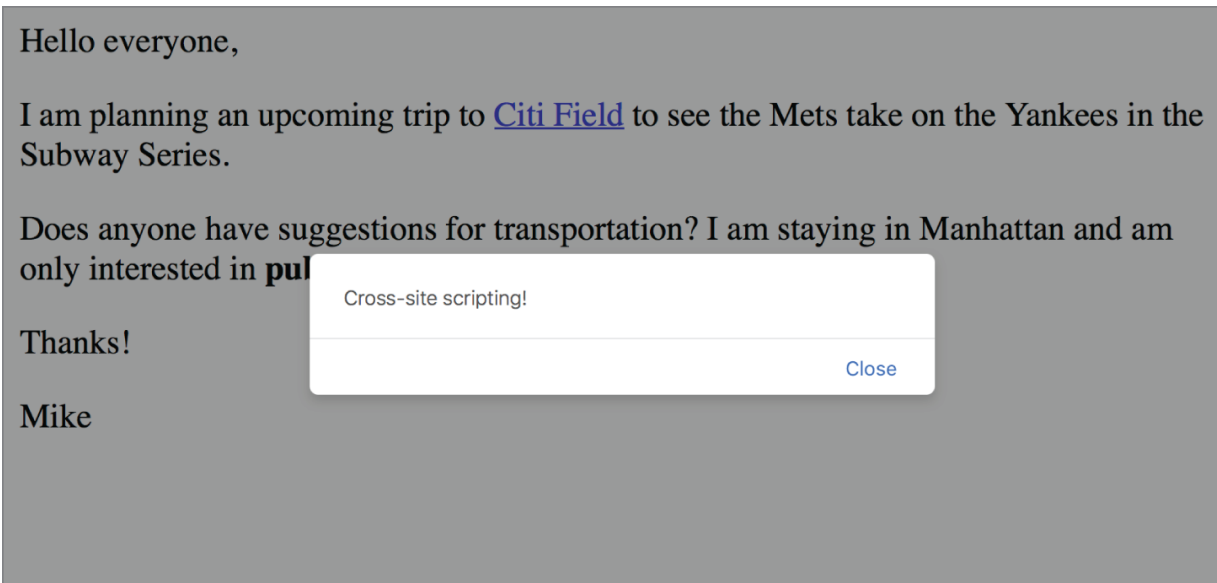 Hello everyone,
I am planning an upcoming trip to Citi Field to see the Mets take on the Yankees in the
Subway Series.
Does anyone have suggestions for transportation? I am staying in Manhattan and am
only interested in
Cross-site scripting!
Thanks!
Close
Mike